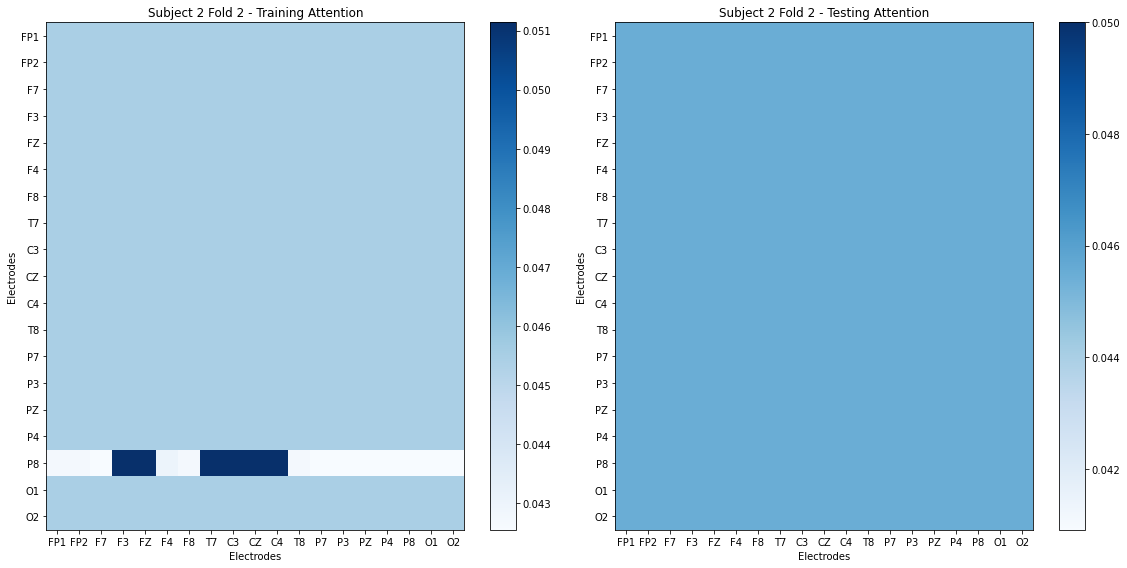 Subject 2 Fold 2 - Training Attention
FP1
FP2
F7
F3
FZ
F4
F8
T7
C3
CZ
C4
T8
P7
P3
PZ
P4
P8
O1
O2
Electrodes
FP1 FP2 F7 F3 FZ F4 F8 T7 C3 CZ C4 T8 P7 P3 PZ P4 P8 O1 O2
Electrodes
0.051
0.050
0.049
0.048
0.047
0.046
0.045
0.044
0.043
Subject 2 Fold 2 - Testing Attention
FP1
FP2
F7
F3
FZ
F4
F8
T7
C3
CZ
C4
T8
P7
P3
PZ
P4
P8
O1
O2
Electrodes
FP1 FP2 F7 F3 FZ F4 F8 T7 C3 CZ C4 T8 P7 P3 PZ P4 P8 O1 O2
Electrodes
0.050
0.048
0.046
0.044
0.042